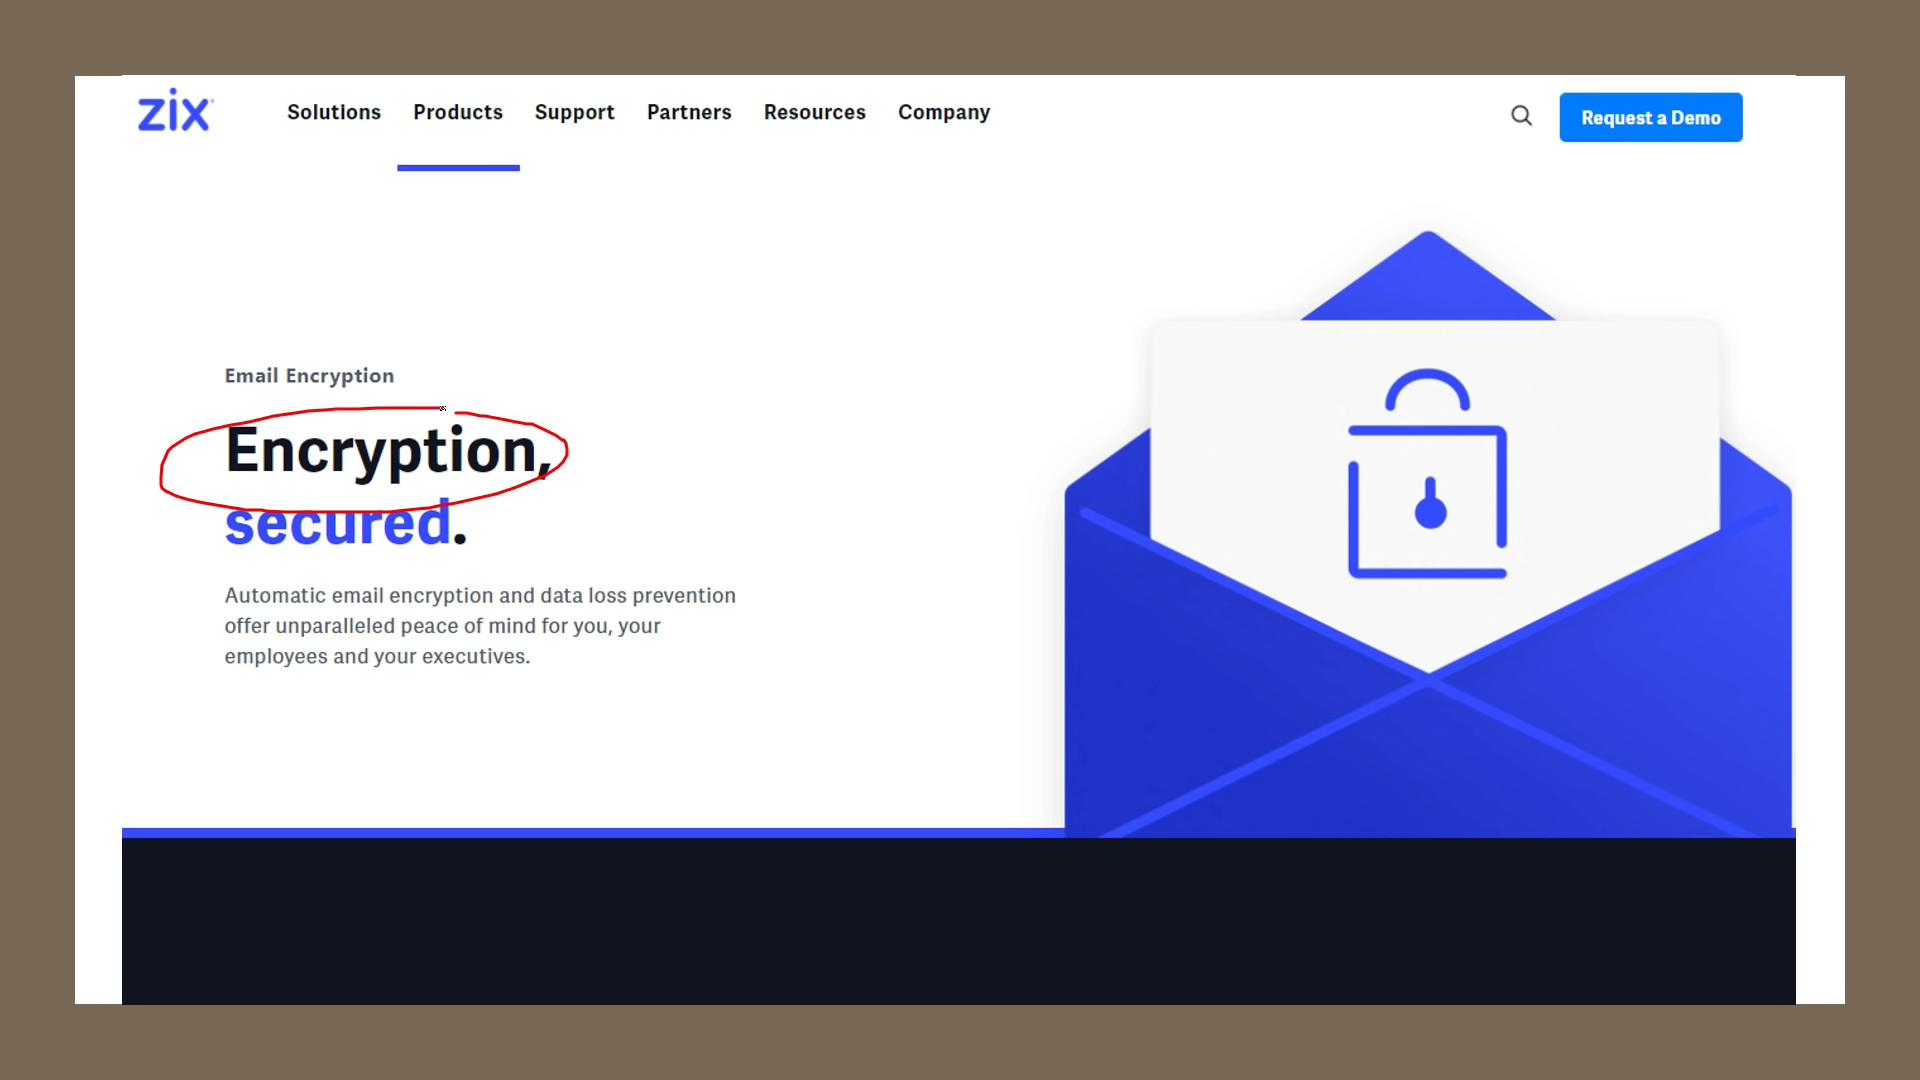 zix
Solutions Products Support Partners Resources Company
Request a Demo
Email Encryption
Encryption,
secured.
Automatic email encryption and data loss prevention
offer unparalleled peace of mind for you, your
employees and your executives.